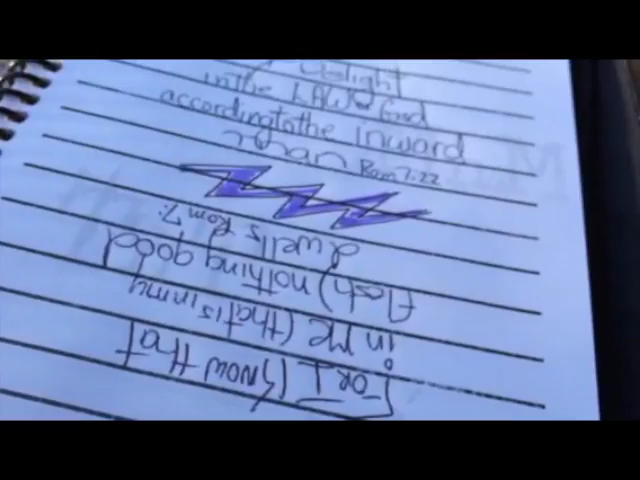 delight
in the LAW of God
according to the inward
man Rom 7:22
For I know that
in me (that is in my
flesh) nothing good
dwells Rom 7: